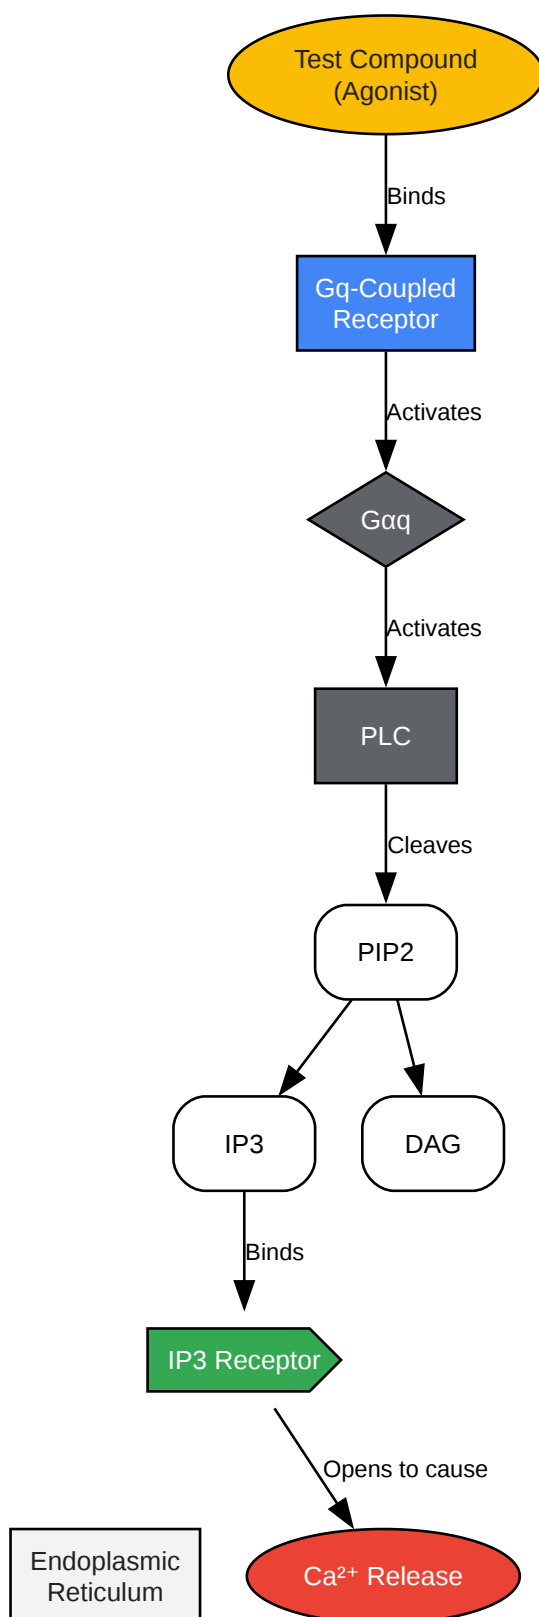 Test Compound
(Agonist)
Binds
Gq-Coupled
Receptor
Activates
Gαq
Activates
PLC
Cleaves
PIP2
IP3
DAG
Binds
IP3 Receptor
Opens to cause
Endoplasmic
Reticulum
Ca²⁺ Release